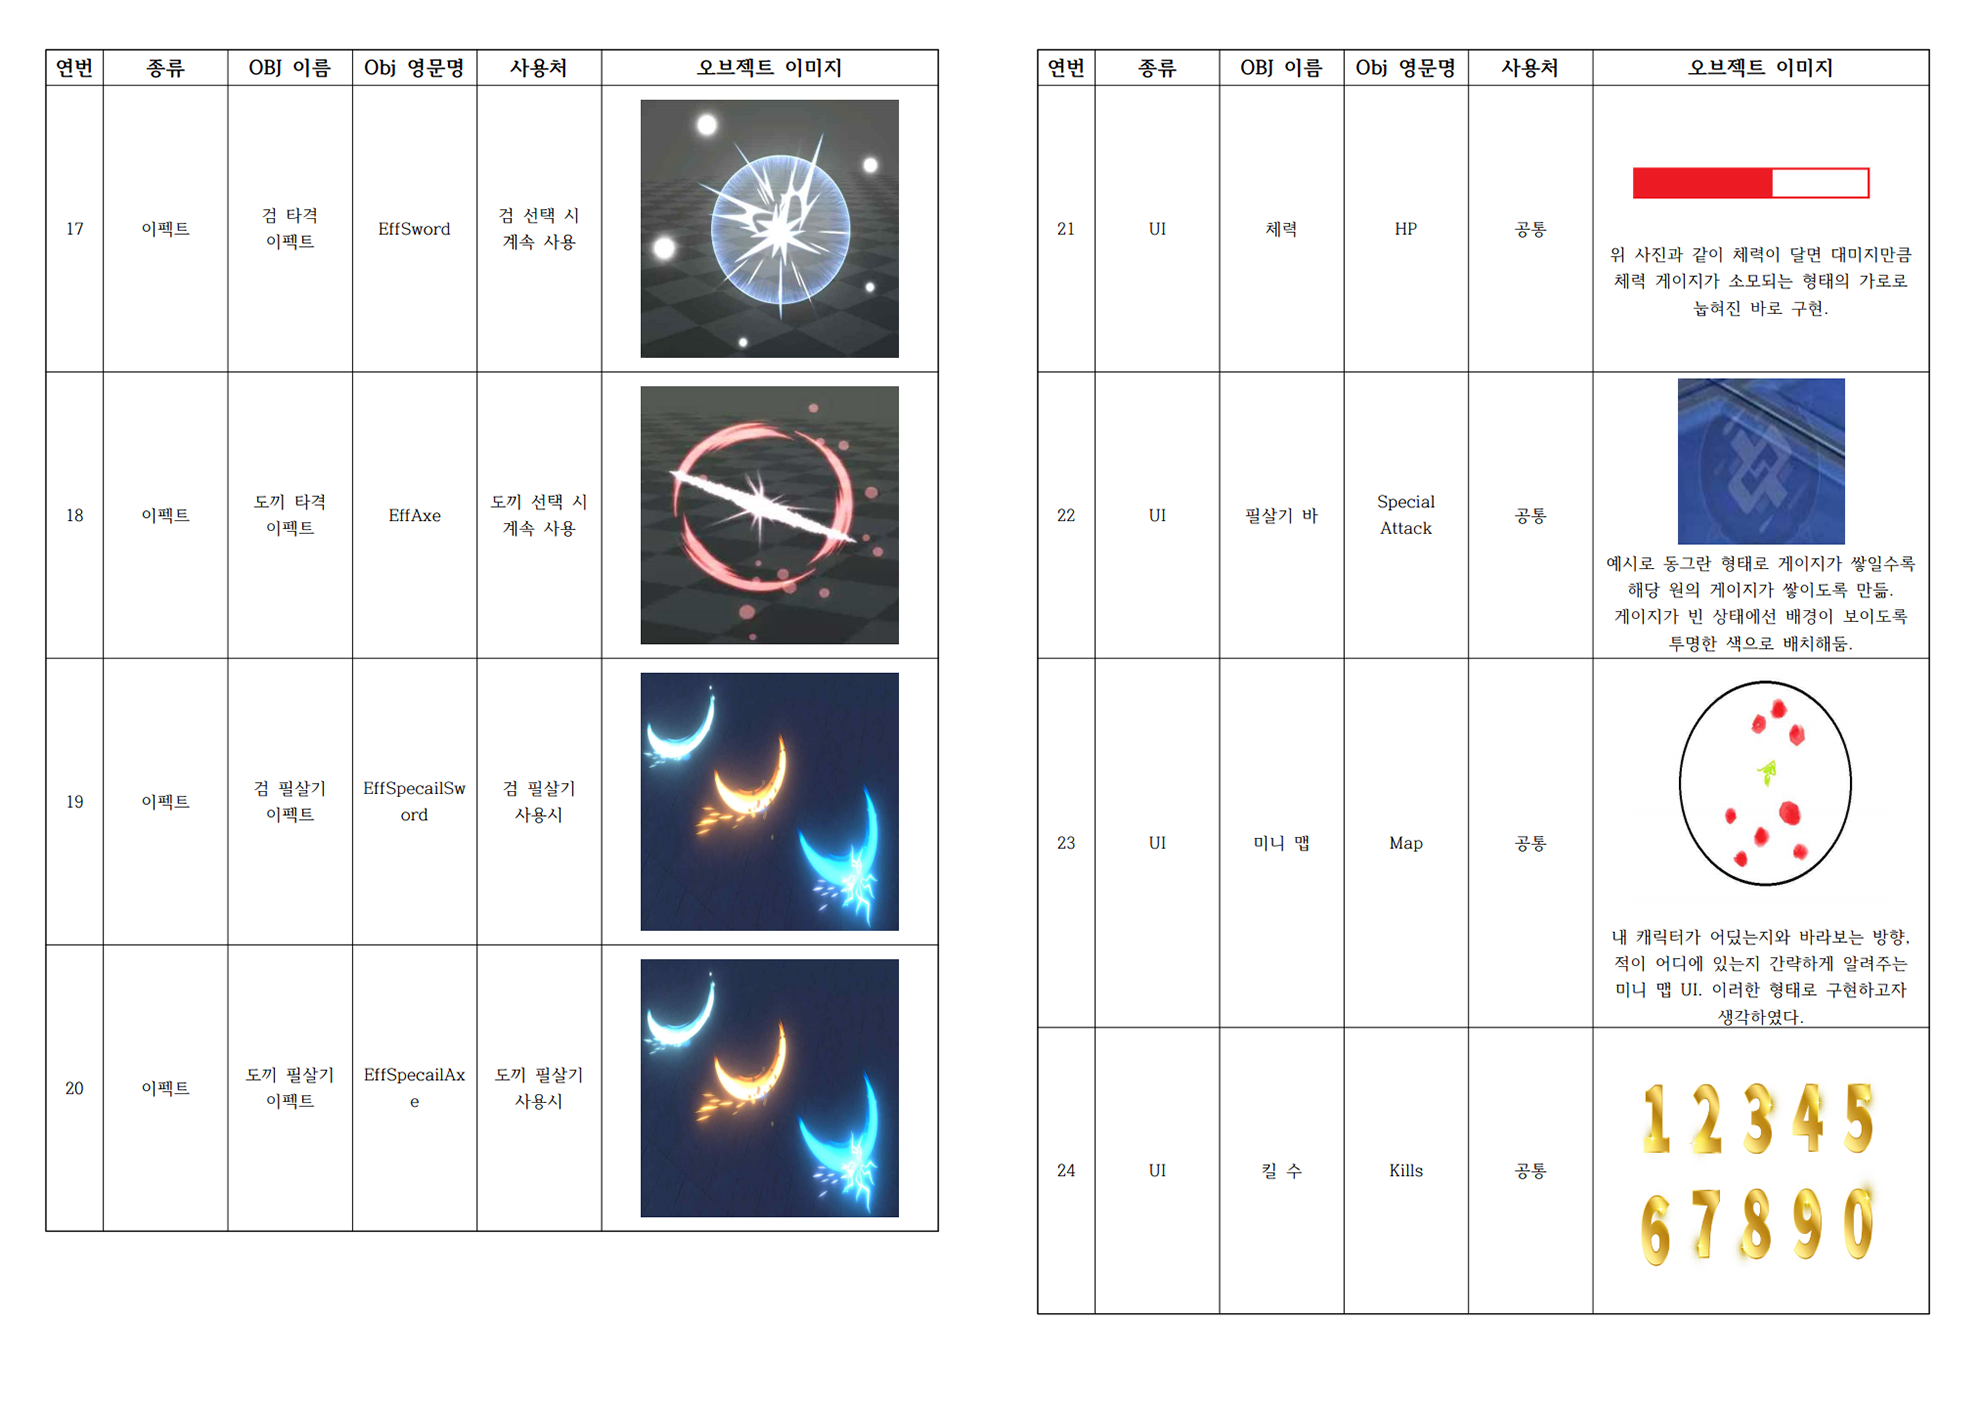 연번 종류 OBJ 이름 Obj 영문명 사용처 오브젝트 이미지
17 이펙트 검 타격 이펙트 EffSword 검 선택 시 계속 사용
18 이펙트 도끼 타격 이펙트 EffAxe 도끼 선택 시 계속 사용
19 이펙트 검 필살기 이펙트 EffSpecailSword 검 필살기 사용시
20 이펙트 도끼 필살기 이펙트 EffSpecailAxe 도끼 필살기 사용시
연번 종류 OBJ 이름 Obj 영문명 사용처 오브젝트 이미지
21 UI 체력 HP 공통
위 사진과 같이 체력이 달면 대미지만큼
체력 게이지가 소모되는 형태의 가로로
눕혀진 바로 구현.
22 UI 필살기 바 Special Attack 공통
예시로 동그란 형태로 게이지가 쌓일수록
해당 원의 게이지가 쌓이도록 만듦.
게이지가 빈 상태에선 배경이 보이도록
투명한 색으로 배치해둠.
23 UI 미니 맵 Map 공통
내 캐릭터가 어딨는지와 바라보는 방향,
적이 어디에 있는지 간략하게 알려주는
미니 맵 UI. 이러한 형태로 구현하고자
생각하였다.
24 UI 킬 수 Kills 공통
1 2 3 4 5
6 7 8 9 0